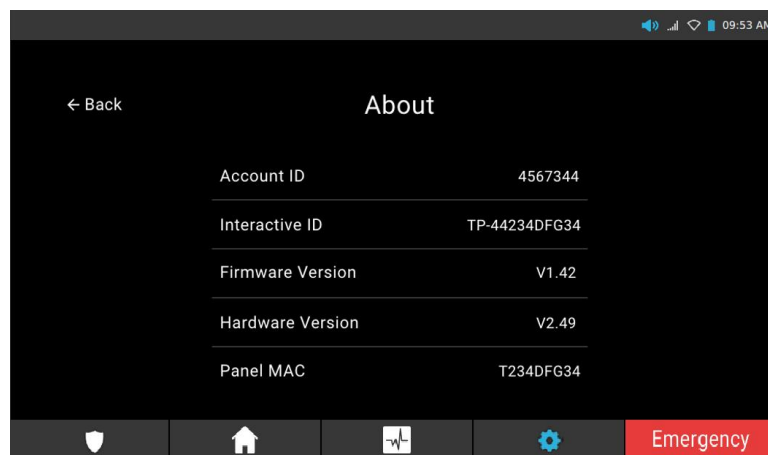 09:53 AM
← Back
About
Account ID 4567344
Interactive ID TP-44234DFG34
Firmware Version V1.42
Hardware Version V2.49
Panel MAC T234DFG34
Emergency